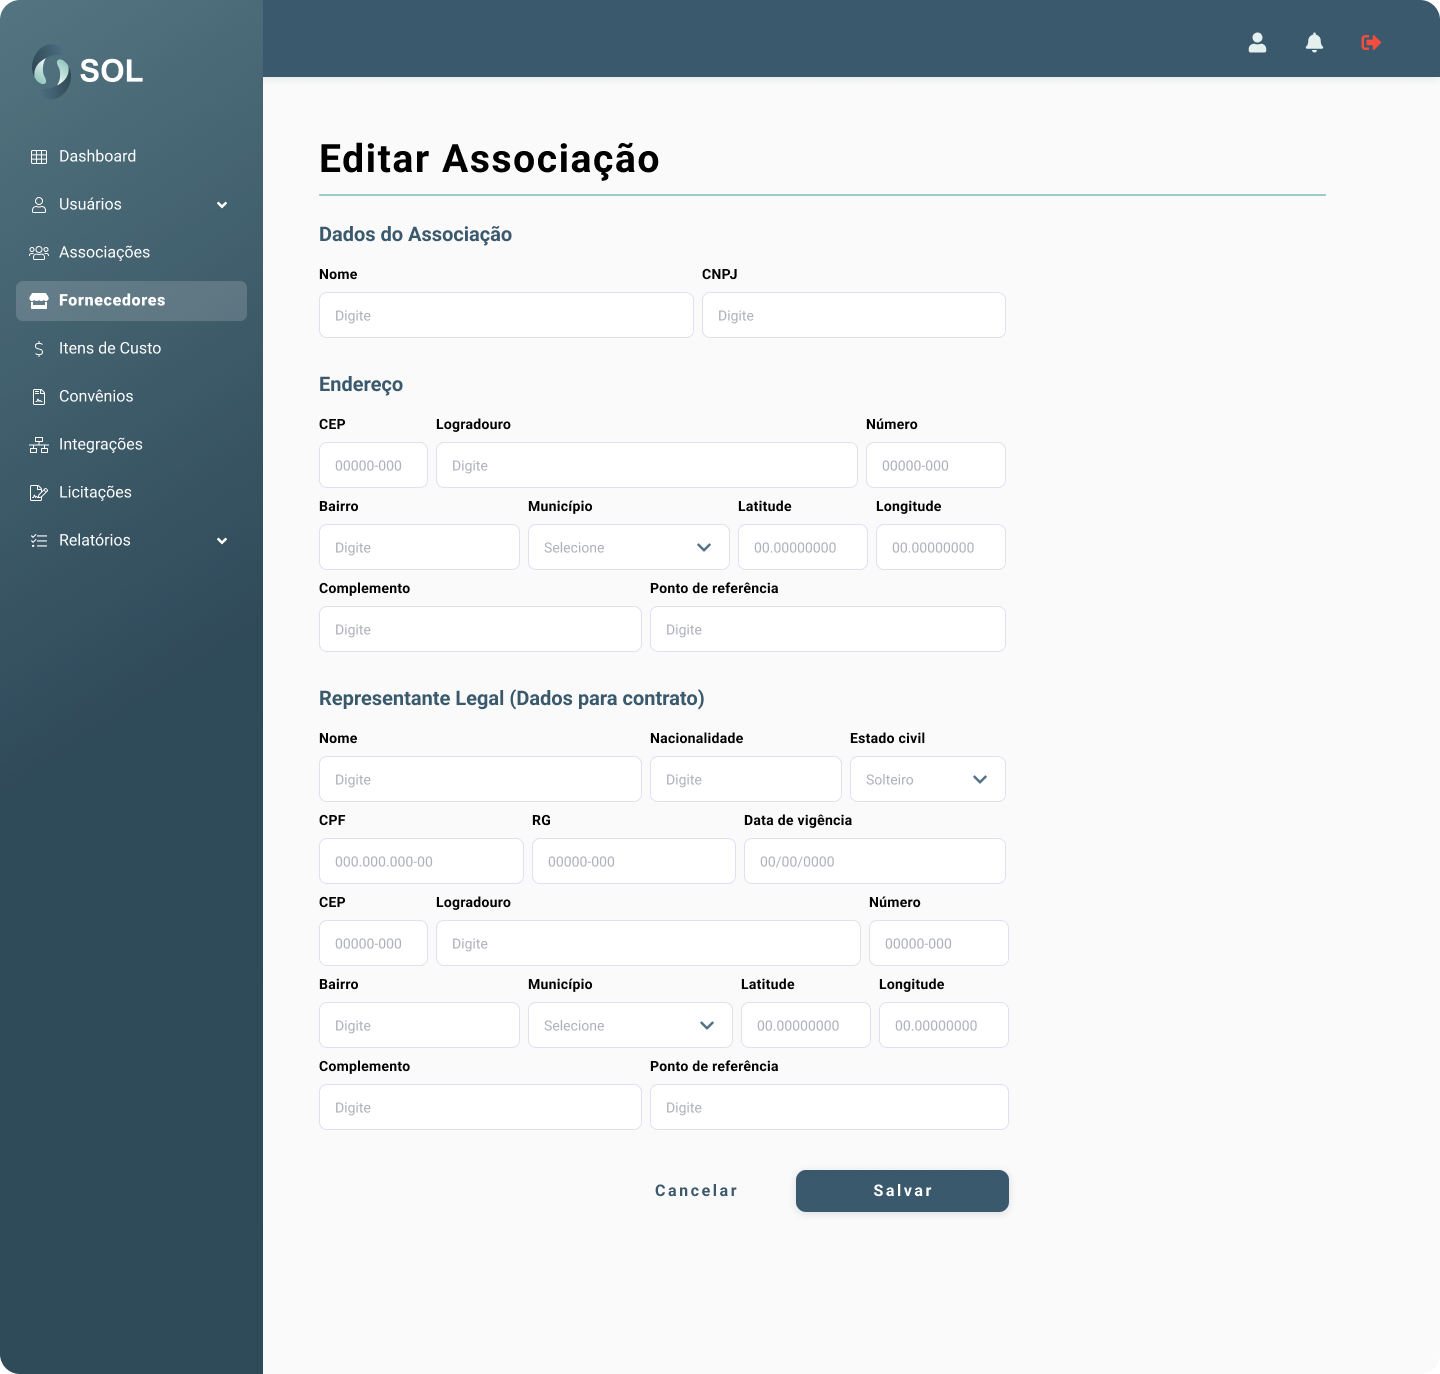 SOL
Dashboard
Usuários
Associações
Fornecedores
Itens de Custo
Convênios
Integrações
Licitações
Relatórios
Editar Associação
Dados do Associação
Nome CNPJ
Digite Digite
Endereço
CEP Logradouro Número
00000-000 Digite 00000-000
Bairro Município Latitude Longitude
Digite Selecione 00.00000000 00.00000000
Complemento Ponto de referência
Digite Digite
Representante Legal (Dados para contrato)
Nome Nacionalidade Estado civil
Digite Digite Solteiro
CPF RG Data de vigência
000.000.000-00 00000-000 00/00/0000
CEP Logradouro Número
00000-000 Digite 00000-000
Bairro Município Latitude Longitude
Digite Selecione 00.00000000 00.00000000
Complemento Ponto de referência
Digite Digite
Cancelar Salvar